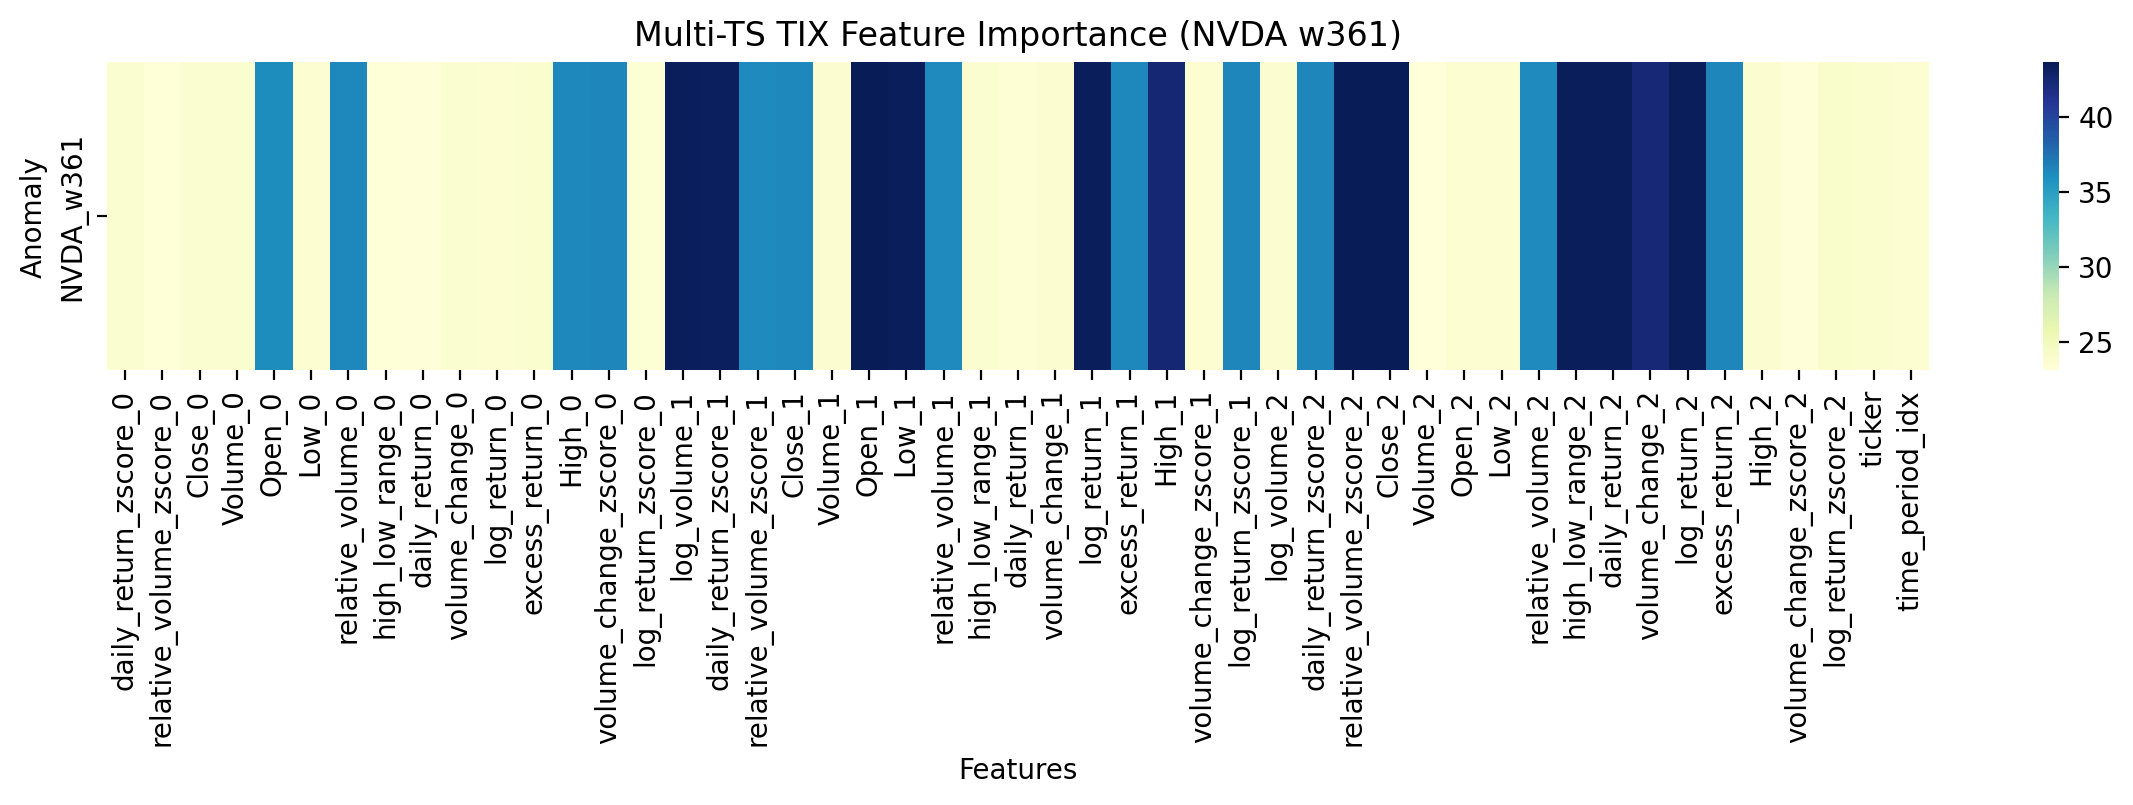 Multi-TS TIX Feature Importance (NVDA w361)
Anomaly
NVDA_w361
40
35
30
25
daily_return_zscore_0
relative_volume_zscore_0
Close_0
Volume_0
Open_0
Low_0
relative_volume_0
high_low_range_0
daily_return_0
volume_change_0
log_return_0
excess_return_0
High_0
volume_change_zscore_0
log_return_zscore_0
log_volume_1
daily_return_zscore_1
relative_volume_zscore_1
Close_1
Volume_1
Open_1
Low_1
relative_volume_1
high_low_range_1
daily_return_1
volume_change_1
log_return_1
excess_return_1
High_1
volume_change_zscore_1
log_return_zscore_1
log_volume_2
daily_return_zscore_2
relative_volume_zscore_2
Close_2
Volume_2
Open_2
Low_2
relative_volume_2
high_low_range_2
daily_return_2
volume_change_2
log_return_2
excess_return_2
High_2
volume_change_zscore_2
log_return_zscore_2
ticker
time_period_idx
Features